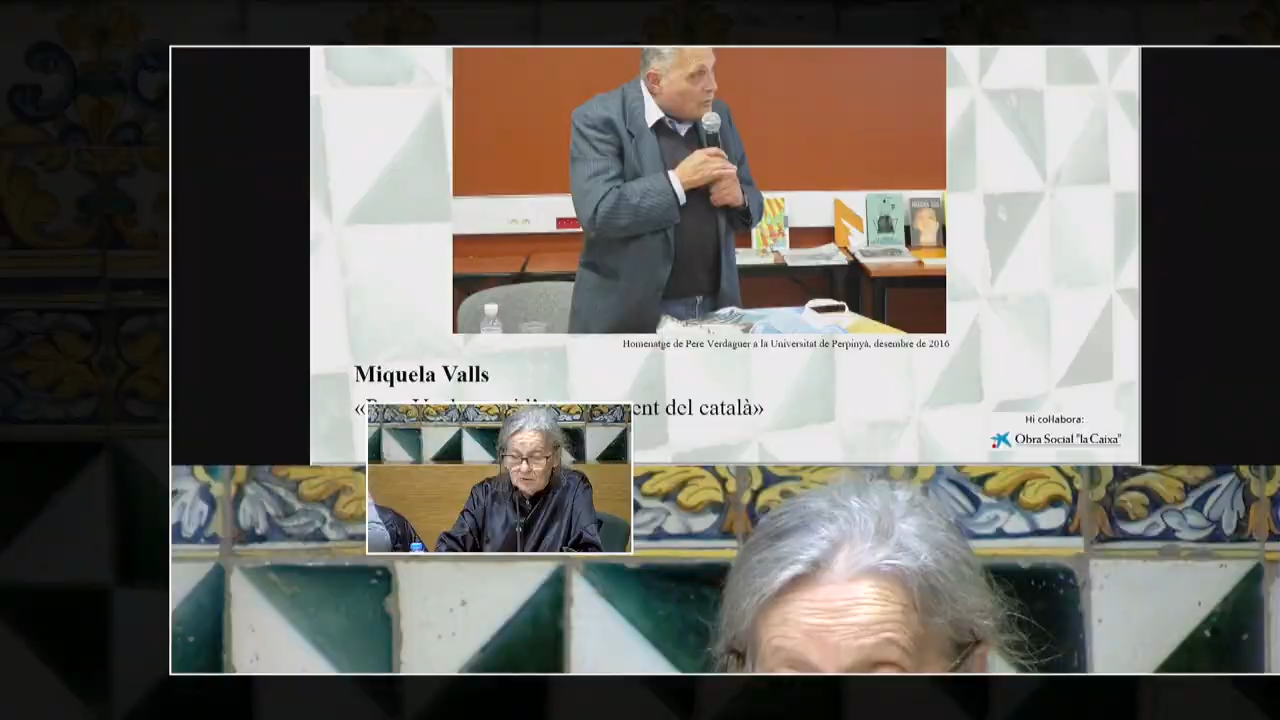 Homenatge de Pere Verdaguer a la Universitat de Perpinyà, desembre de 2016
Miquela Valls
ent del català»
Hi col·labora:
Obra Social "la Caixa"